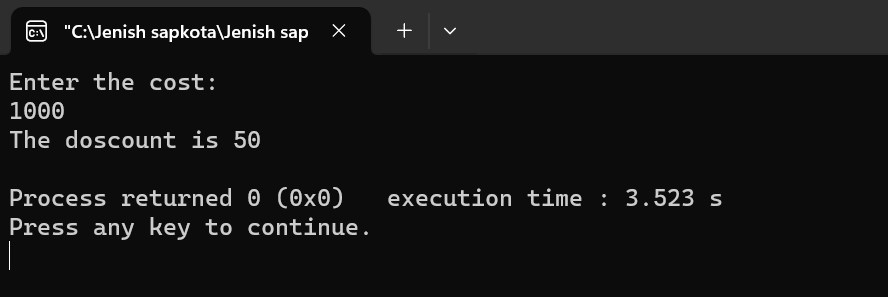 "C:\Jenish sapkota\Jenish sap
Enter the cost:
1000
The doscount is 50
Process returned 0 (0x0)   execution time : 3.523 s
Press any key to continue.